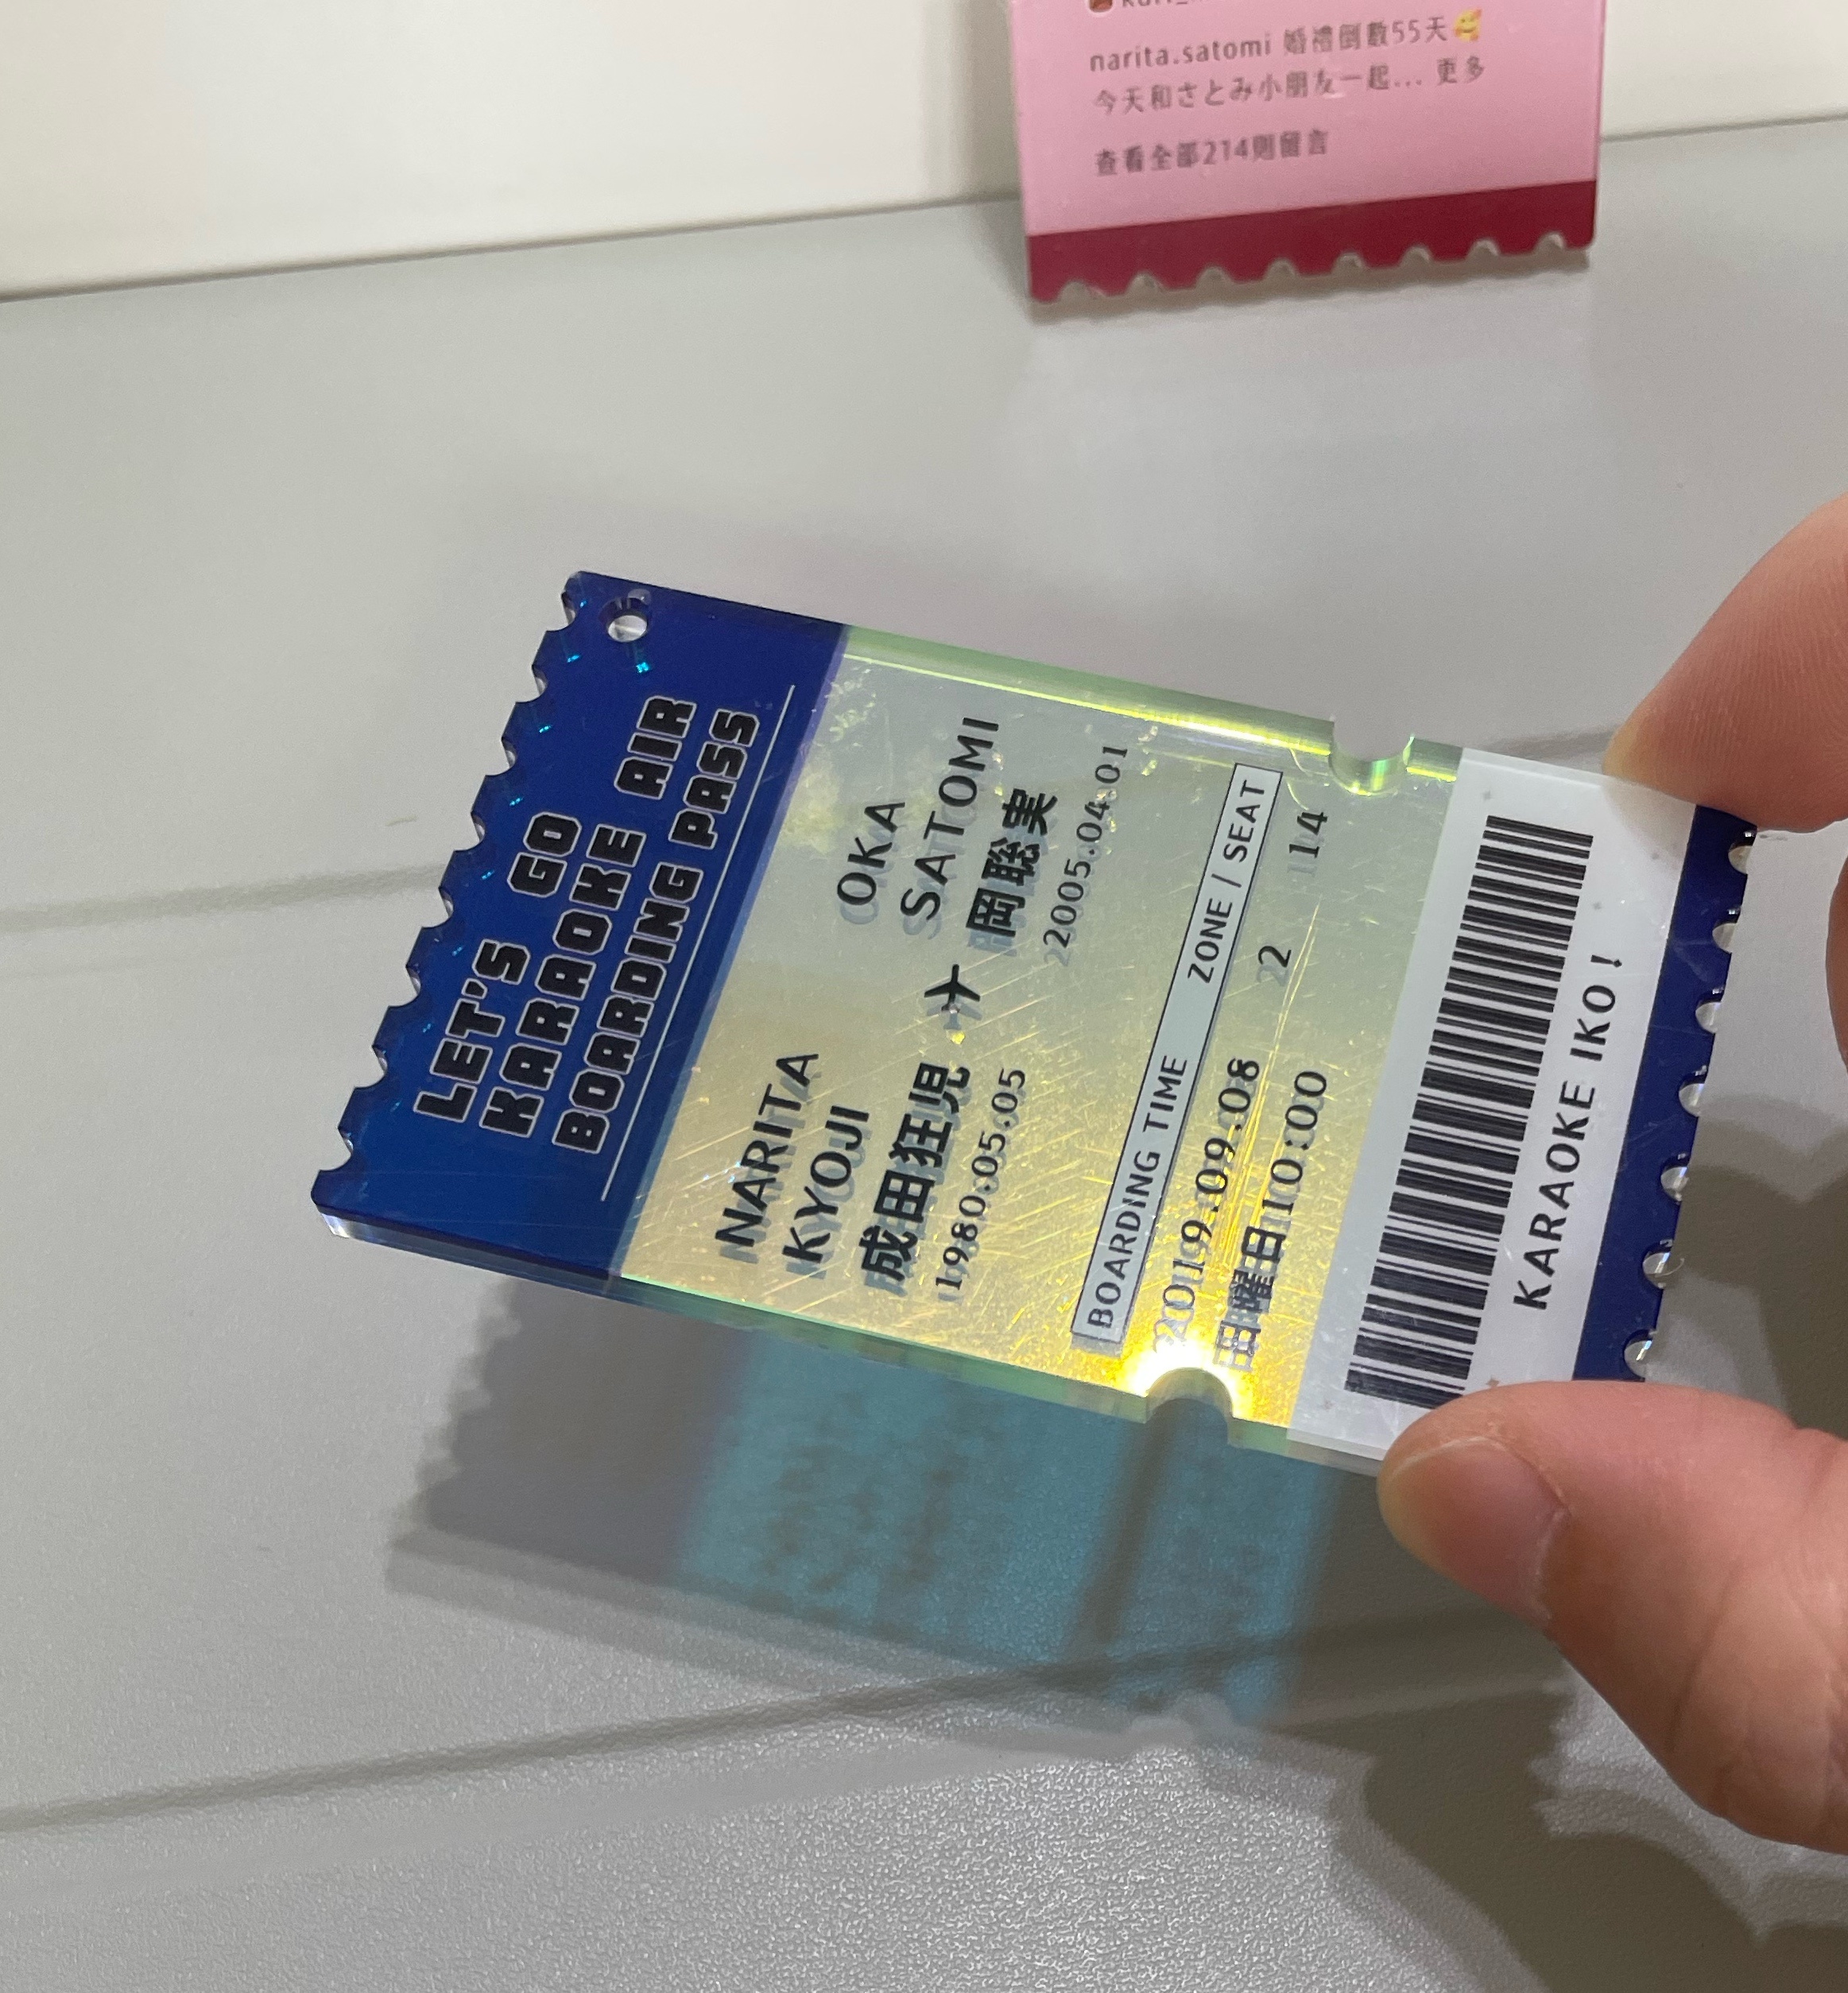 narita.satomi 婚禮倒數55天🥰
今天和さとみ小朋友一起... 更多
查看全部214則留言
LET'S GO
KARAOKE AIR
BOARDING PASS
NARITA
KYOJI
成田狂児
1980.05.05
✈
OKA
SATOMI
岡聡実
2005.04.01
BOARDING TIME ZONE / SEAT
2019.09.08 22 14
日曜日10:00
KARAOKE IKO!